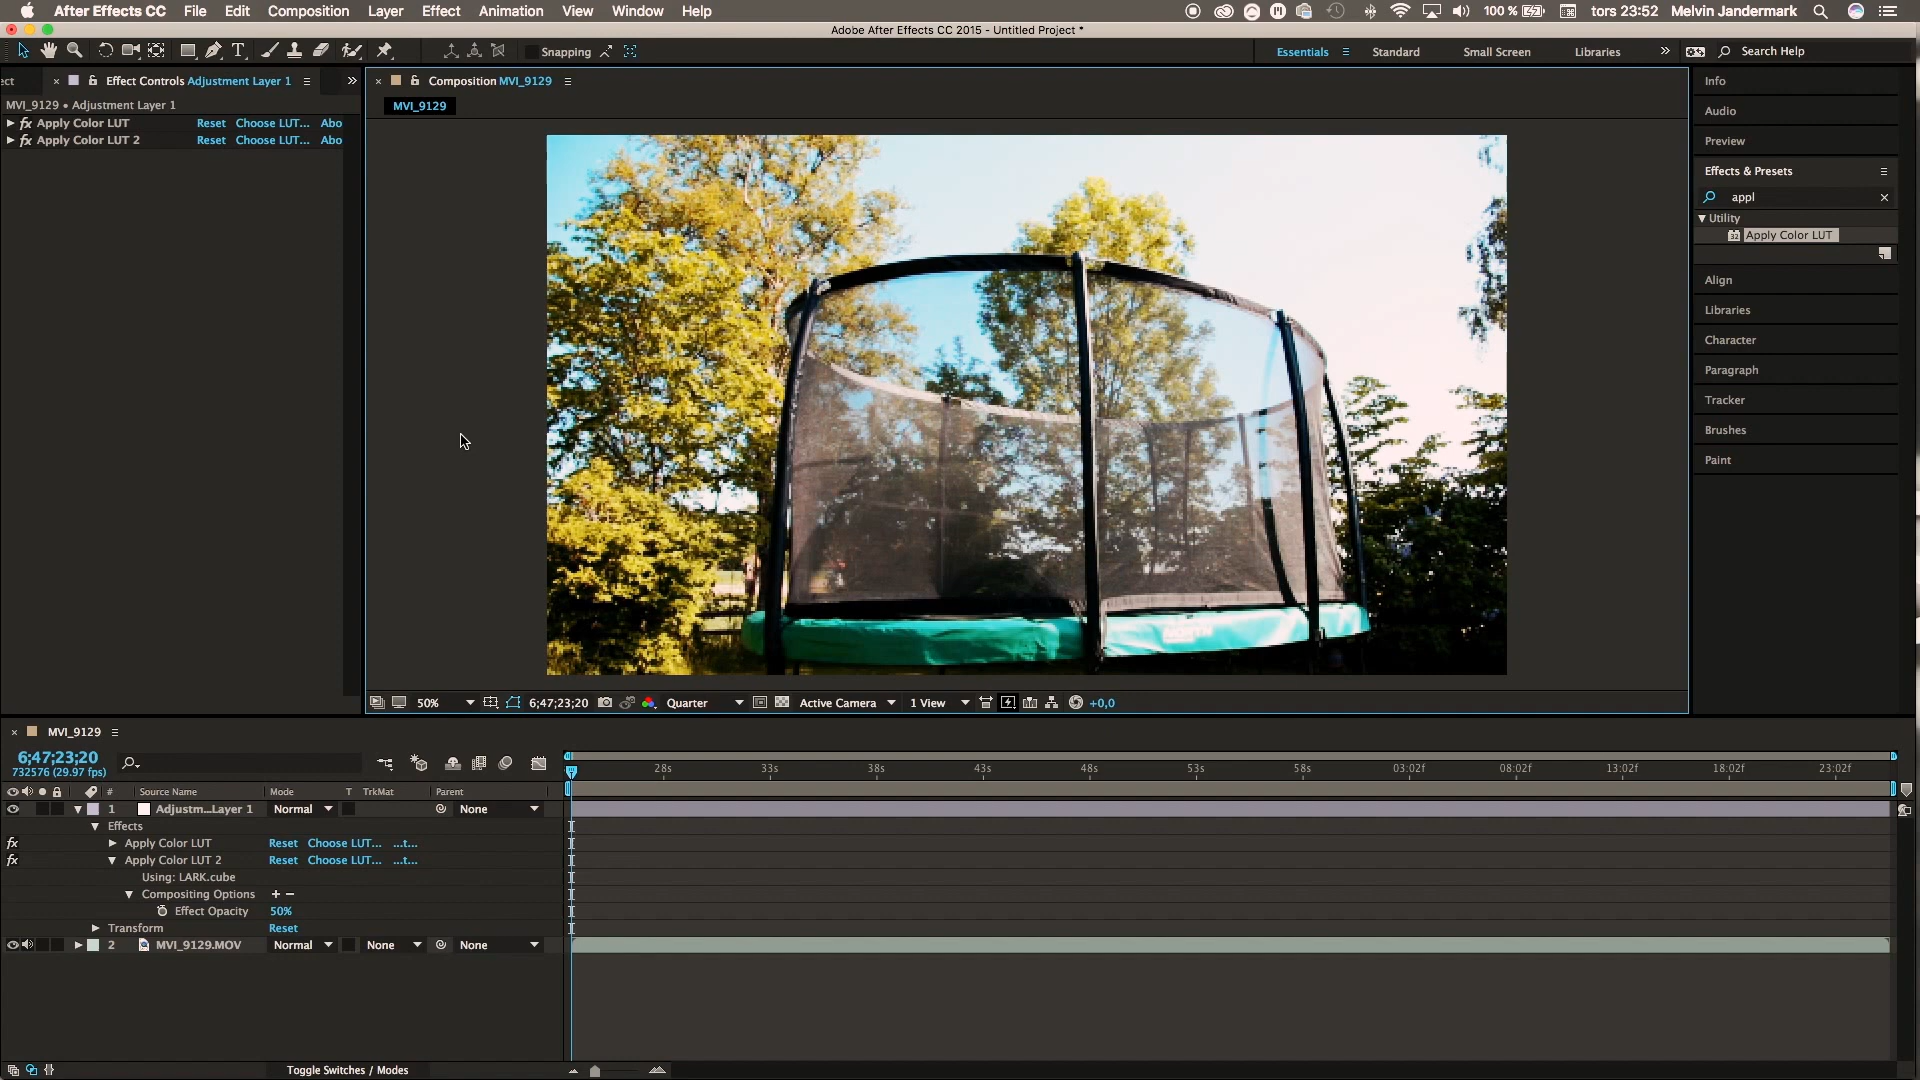 After Effects CC File Edit Composition Layer Effect Animation View Window Help 100 % tors 23:52 Melvin Jandermark
Adobe After Effects CC 2015 - Untitled Project *
Snapping Essentials Standard Small Screen Libraries Search Help
ect Effect Controls Adjustment Layer 1
Composition MVI_9129
MVI_9129 • Adjustment Layer 1
MVI_9129
Apply Color LUT Reset Choose LUT... Abo
Apply Color LUT 2 Reset Choose LUT... Abo
Info
Audio
Preview
Effects & Presets
appl
Utility
32 Apply Color LUT
Align
Libraries
Character
Paragraph
Tracker
Brushes
Paint
NORTH
50% 6;47;23;20 Quarter Active Camera 1 View +0,0
MVI_9129
6;47;23;20
732576 (29.97 fps)
28s 33s 38s 43s 48s 53s 58s 03:02f 08:02f 13:02f 18:02f 23:02f
# Source Name Mode T TrkMat Parent
1 Adjustm...Layer 1 Normal None
Effects
fx Apply Color LUT Reset Choose LUT... ...t...
fx Apply Color LUT 2 Reset Choose LUT... ...t...
Using: LARK.cube
Compositing Options + −
Effect Opacity 50%
Transform Reset
2 MVI_9129.MOV Normal None None
Toggle Switches / Modes